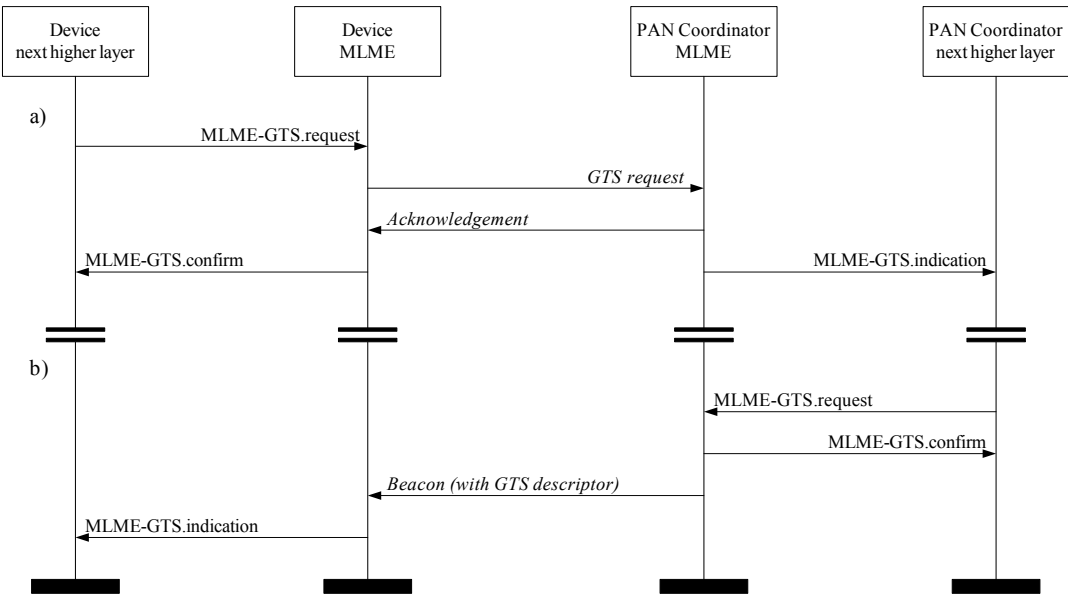 Device
next higher layer
Device
MLME
PAN Coordinator
MLME
PAN Coordinator
next higher layer
a)
MLME-GTS.request
GTS request
Acknowledgement
MLME-GTS.confirm
MLME-GTS.indication
b)
MLME-GTS.request
MLME-GTS.confirm
Beacon (with GTS descriptor)
MLME-GTS.indication